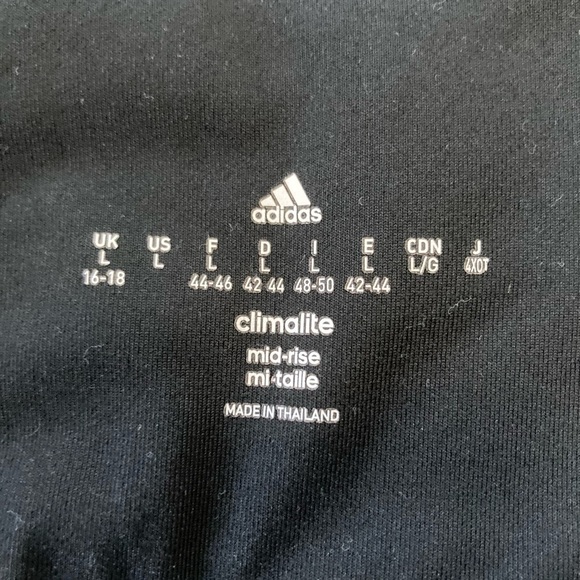 adidas
UK US F D I E CDN J
L L L L L L L/G 4XOT
16-18 44-46 42 44 48-50 42-44
climalite
mid-rise
mi-taille
MADE IN THAILAND